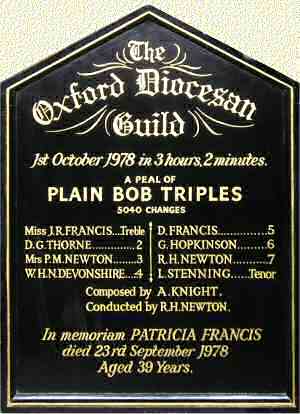 The
Oxford Diocesan
Guild
1st October 1978 in 3 hours, 2 minutes.
A PEAL OF
PLAIN BOB TRIPLES
5040 CHANGES
Miss J.R.FRANCIS...Treble D.FRANCIS...............5
D.G.THORNE...............2 G.HOPKINSON..........6
Mrs P.M.NEWTON........3 R.H.NEWTON............7
W.H.N.DEVONSHIRE...4 L.STENNING.......Tenor
Composed by A.KNIGHT.
Conducted by R.H.NEWTON.
In memoriam PATRICIA FRANCIS
died 23rd September 1978
Aged 39 Years.